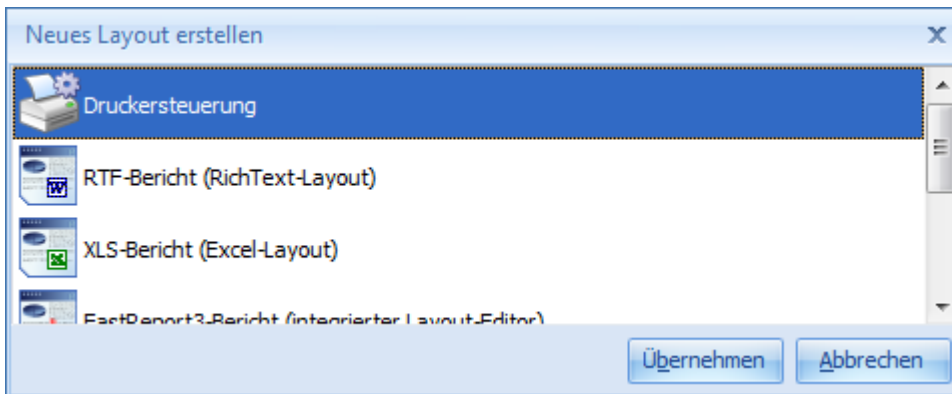 Neues Layout erstellen
Druckersteuerung
RTF-Bericht (RichText-Layout)
XLS-Bericht (Excel-Layout)
FastReport3-Bericht (integrierter Layout-Editor)
Übernehmen Abbrechen